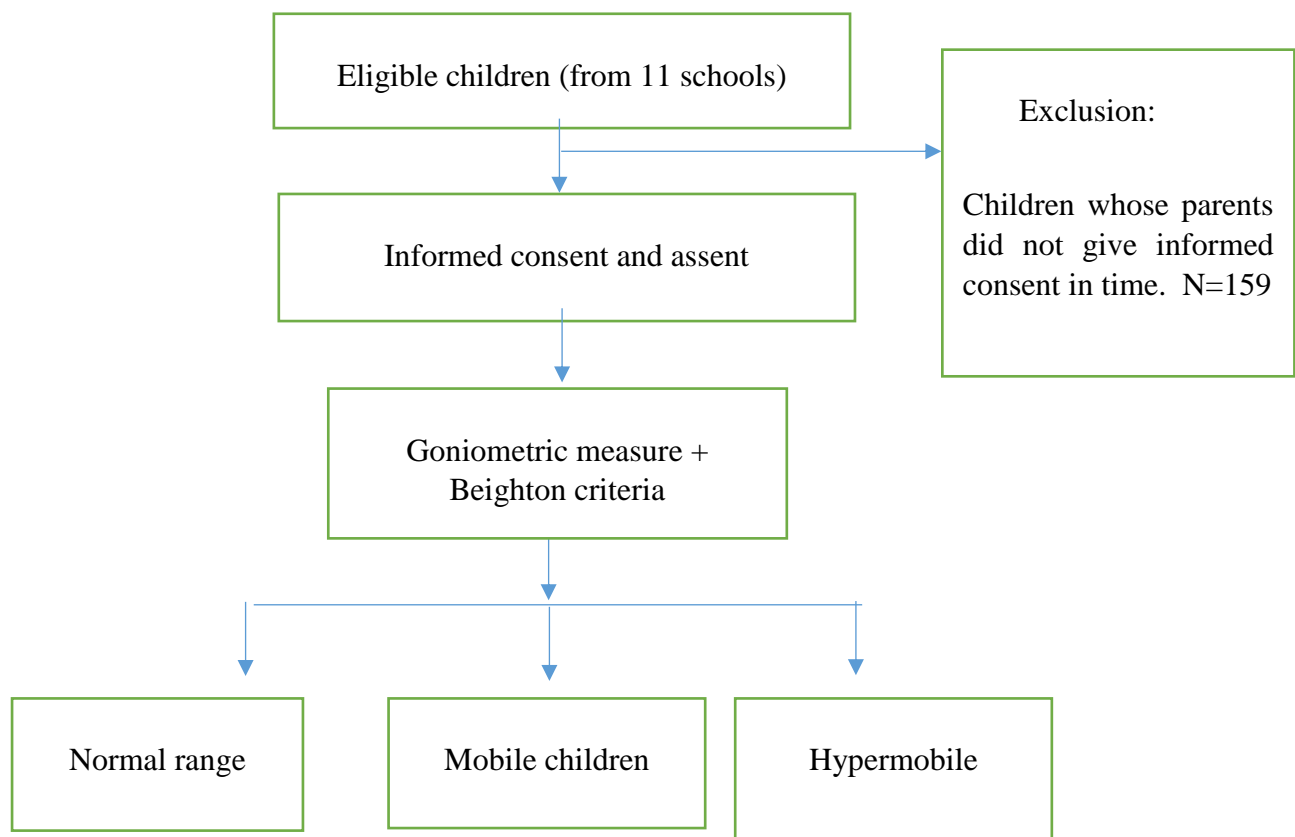 Eligible children (from 11 schools)
Exclusion:
Children whose parents
did not give informed
consent in time. N=159
Informed consent and assent
Goniometric measure +
Beighton criteria
Normal range
Mobile children
Hypermobile